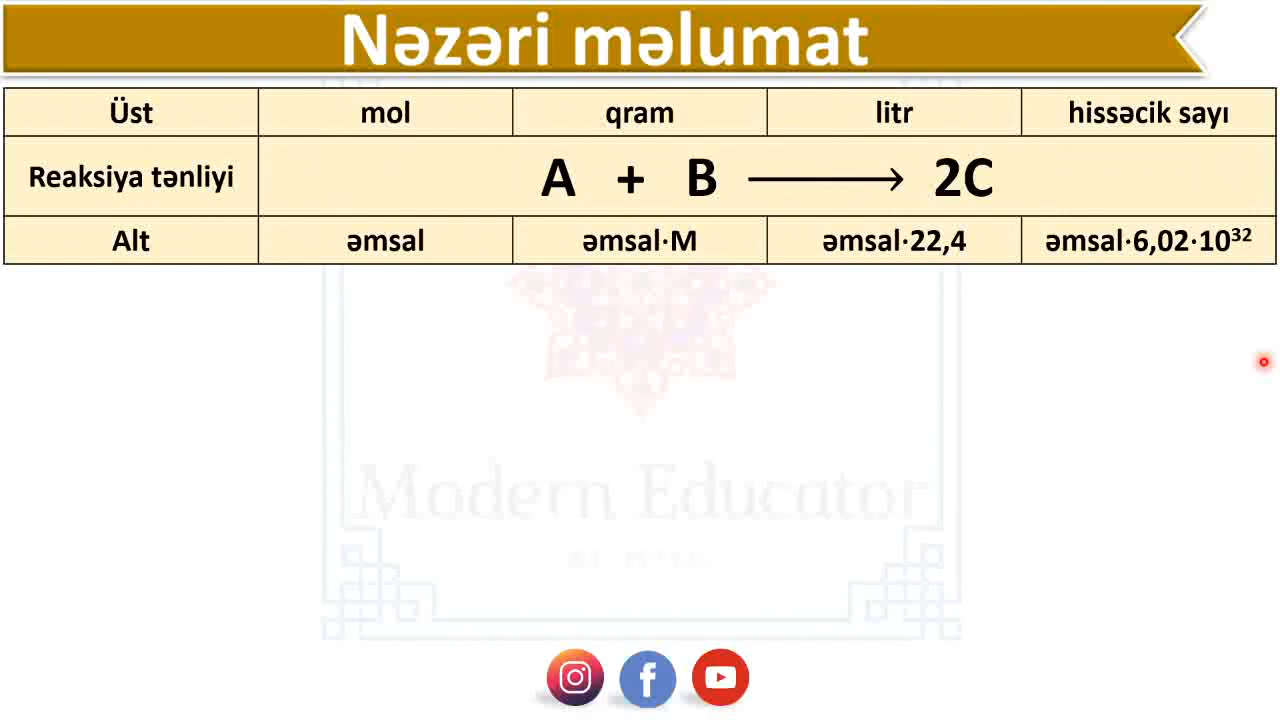 Nəzəri məlumat
Üst mol qram litr hissəcik sayı
Reaksiya tənliyi A + B ⟶ 2C
Alt əmsal əmsal·M əmsal·22,4 əmsal·6,02·10³²
Modern Educator